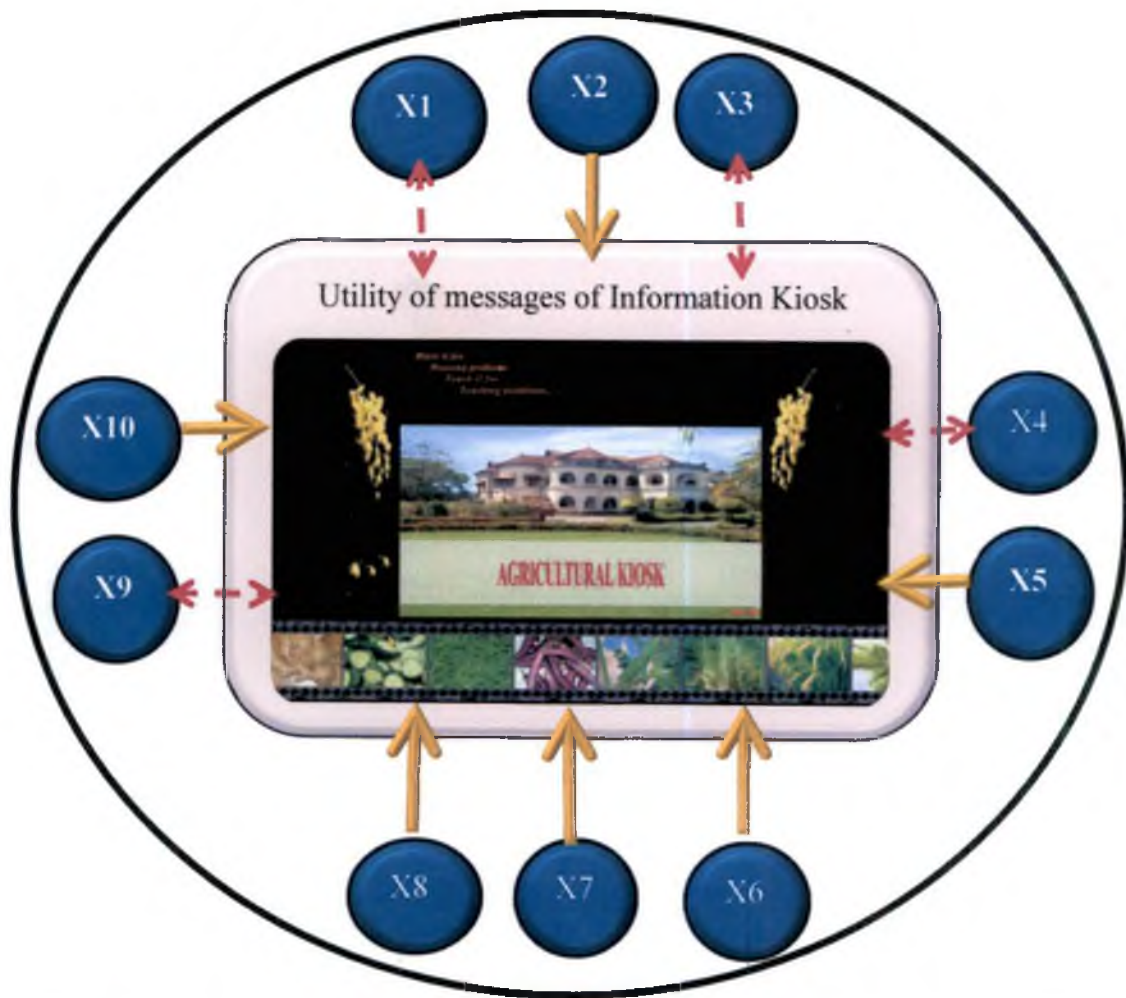 X1
X2
X3
Utility of messages of Information Kiosk
X10
X4
AGRICULTURAL KIOSK
X9
X5
X8
X7
X6